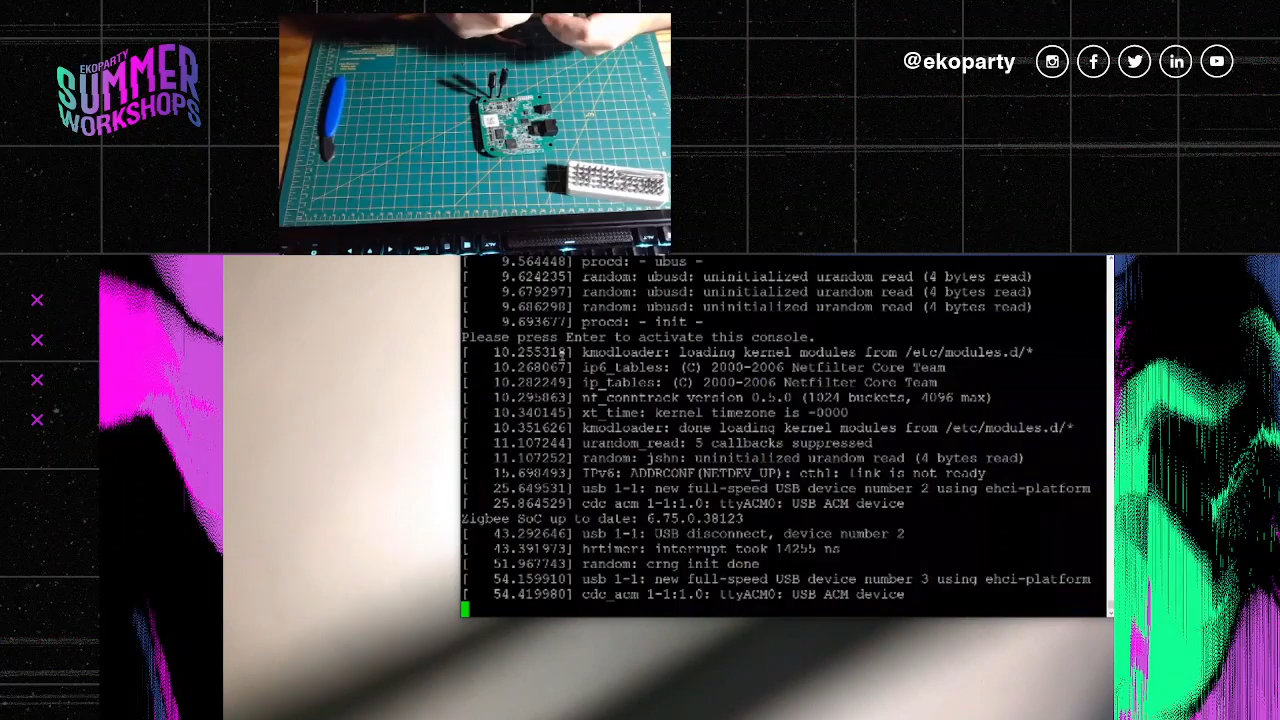 EKOPARTY
SUMMER
WORKSHOPS
@ekoparty
[    9.564448] procd: - ubus -
[    9.624235] random: ubusd: uninitialized urandom read (4 bytes read)
[    9.679297] random: ubusd: uninitialized urandom read (4 bytes read)
[    9.686298] random: ubusd: uninitialized urandom read (4 bytes read)
[    9.693677] procd: - init -
Please press Enter to activate this console.
[   10.255318] kmodloader: loading kernel modules from /etc/modules.d/*
[   10.268067] ip6_tables: (C) 2000-2006 Netfilter Core Team
[   10.282249] ip_tables: (C) 2000-2006 Netfilter Core Team
[   10.295863] nf_conntrack version 0.5.0 (1024 buckets, 4096 max)
[   10.340145] xt_time: kernel timezone is -0000
[   10.351626] kmodloader: done loading kernel modules from /etc/modules.d/*
[   11.107244] urandom_read: 5 callbacks suppressed
[   11.107252] random: jshn: uninitialized urandom read (4 bytes read)
[   15.698493] IPv6: ADDRCONF(NETDEV_UP): eth1: link is not ready
[   25.649531] usb 1-1: new full-speed USB device number 2 using ehci-platform
[   25.864529] cdc_acm 1-1:1.0: ttyACM0: USB ACM device
Zigbee SoC up to date: 6.75.0.38123
[   43.292646] usb 1-1: USB disconnect, device number 2
[   43.391973] hrtimer: interrupt took 14255 ns
[   51.967743] random: crng init done
[   54.159910] usb 1-1: new full-speed USB device number 3 using ehci-platform
[   54.419980] cdc_acm 1-1:1.0: ttyACM0: USB ACM device